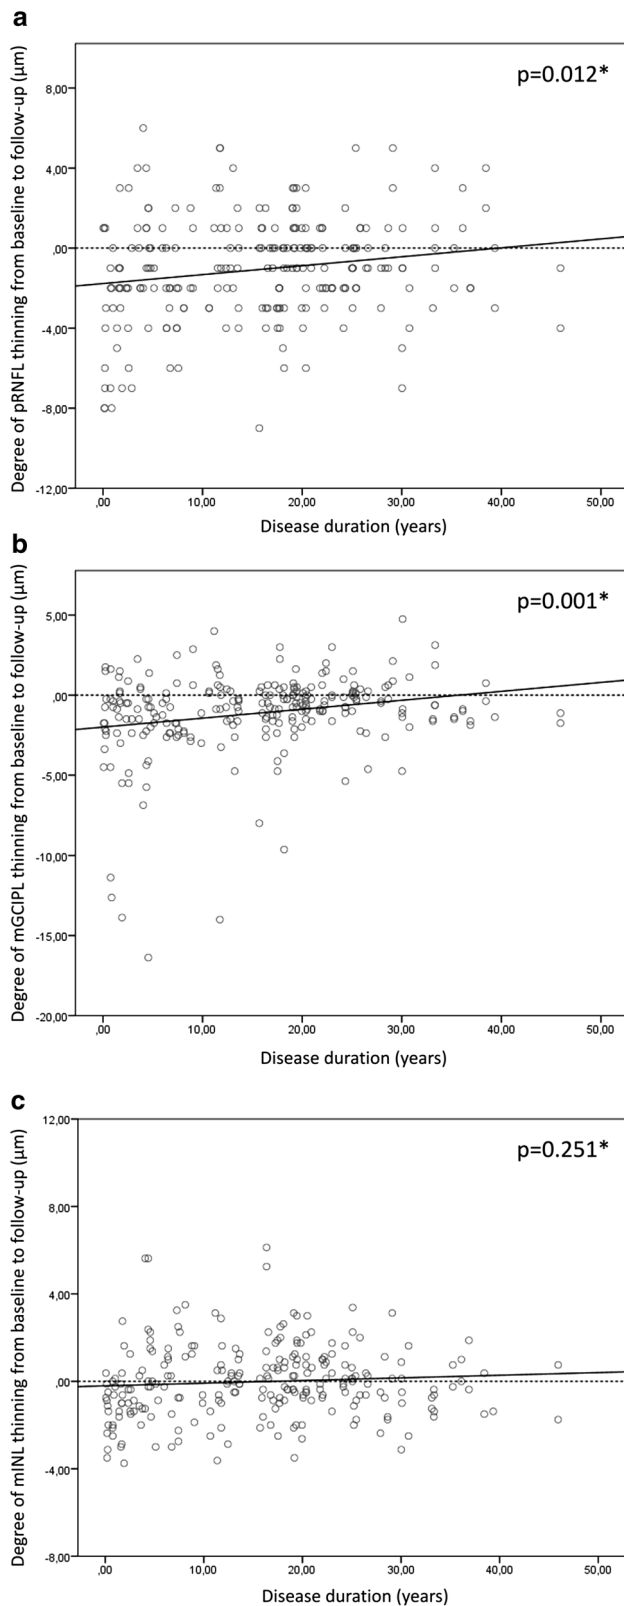 a
Degree of pRNFL thinning from baseline to follow-up (µm)
p=0.012*
8,00
4,00
,00
-4,00
-8,00
-12,00
,00 10,00 20,00 30,00 40,00 50,00
Disease duration (years)
b
Degree of mGCIPL thinning from baseline to follow-up (µm)
p=0.001*
5,00
,00
-5,00
-10,00
-15,00
-20,00
,00 10,00 20,00 30,00 40,00 50,00
Disease duration (years)
c
Degree of mINL thinning from baseline to follow-up (µm)
12,00
p=0.251*
8,00
4,00
,00
-4,00
-8,00
,00 10,00 20,00 30,00 40,00 50,00
Disease duration (years)